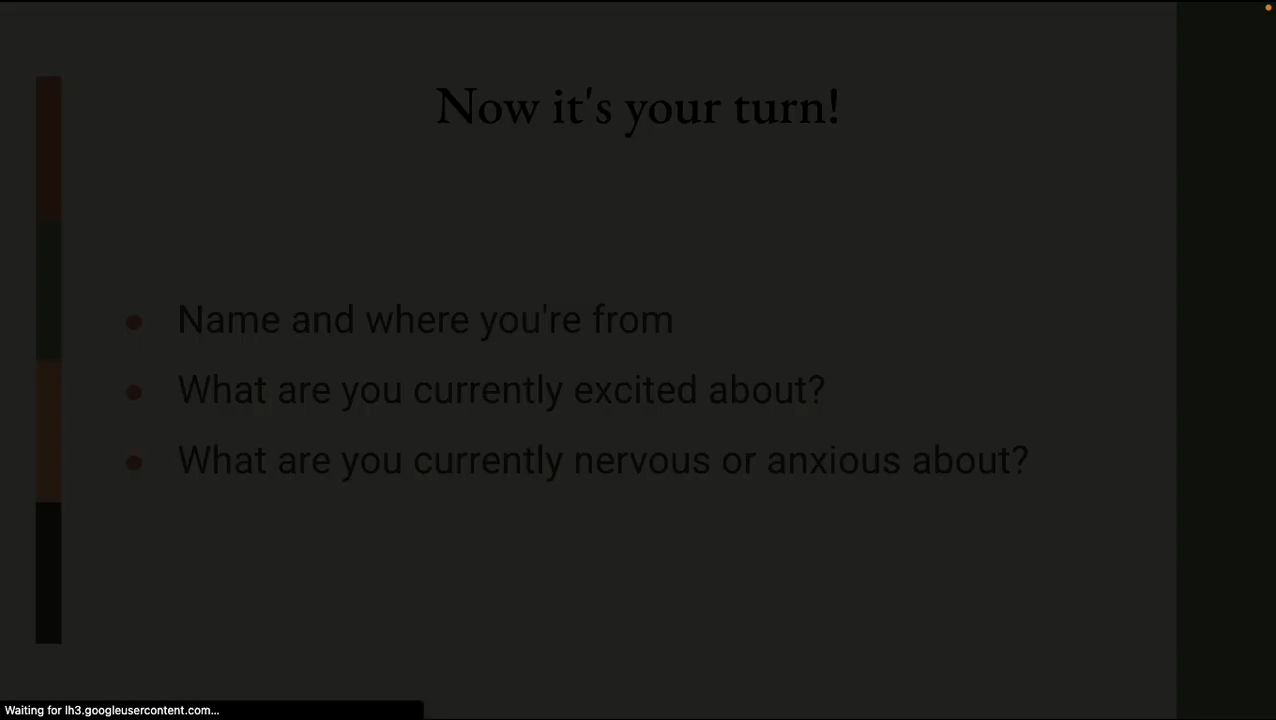 Now it's your turn!
Name and where you're from
What are you currently excited about?
What are you currently nervous or anxious about?
Waiting for lh3.googleusercontent.com...